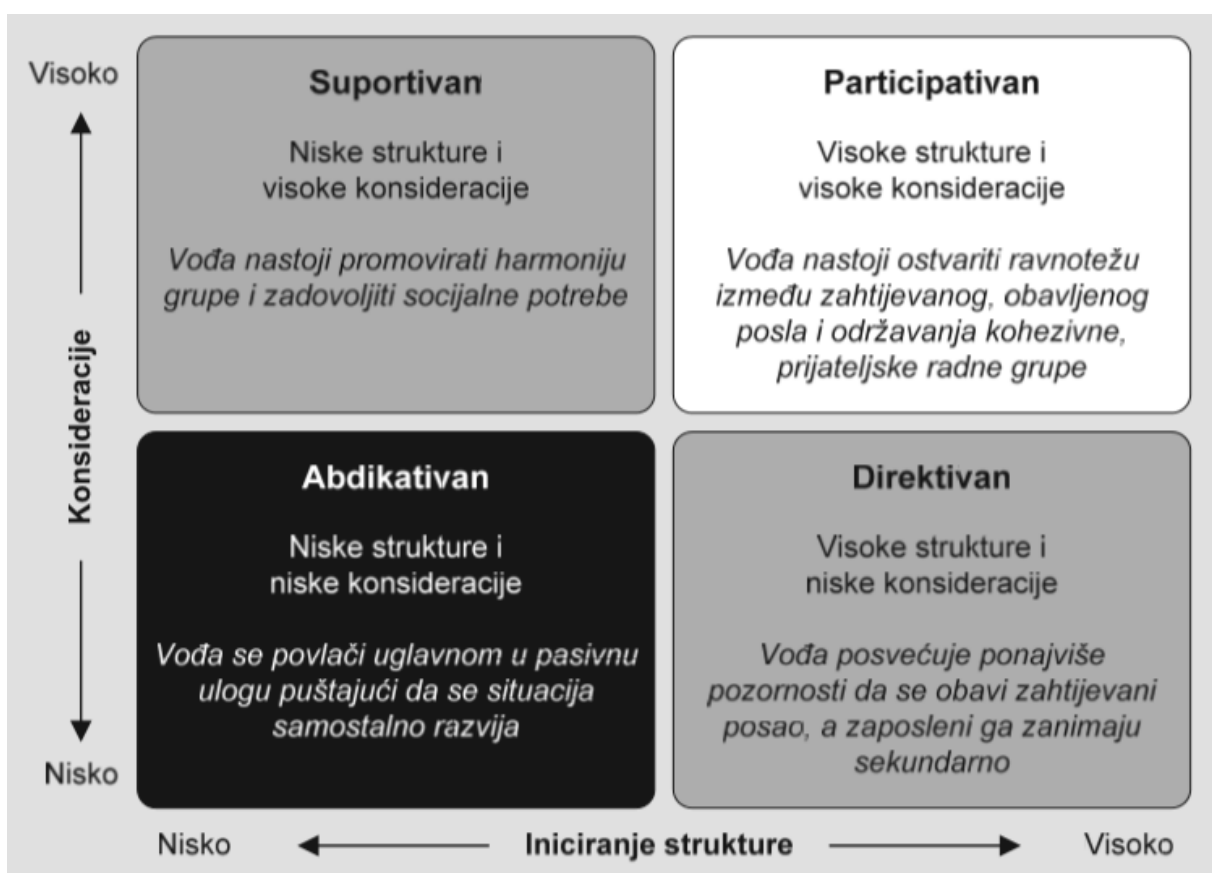 Visoko
Suportivan
Niske strukture i
visoke konsideracije
Vođa nastoji promovirati harmoniju
grupe i zadovoljiti socijalne potrebe
Participativan
Visoke strukture i
visoke konsideracije
Vođa nastoji ostvariti ravnotežu
između zahtijevanog, obavljenog
posla i održavanja kohezivne,
prijateljske radne grupe
Konsideracije
Abdikativan
Niske strukture i
niske konsideracije
Vođa se povlači uglavnom u pasivnu
ulogu puštajući da se situacija
samostalno razvija
Direktivan
Visoke strukture i
niske konsideracije
Vođa posvećuje ponajviše
pozornosti da se obavi zahtijevani
posao, a zaposleni ga zanimaju
sekundarno
Nisko
Nisko
Iniciranje strukture
Visoko